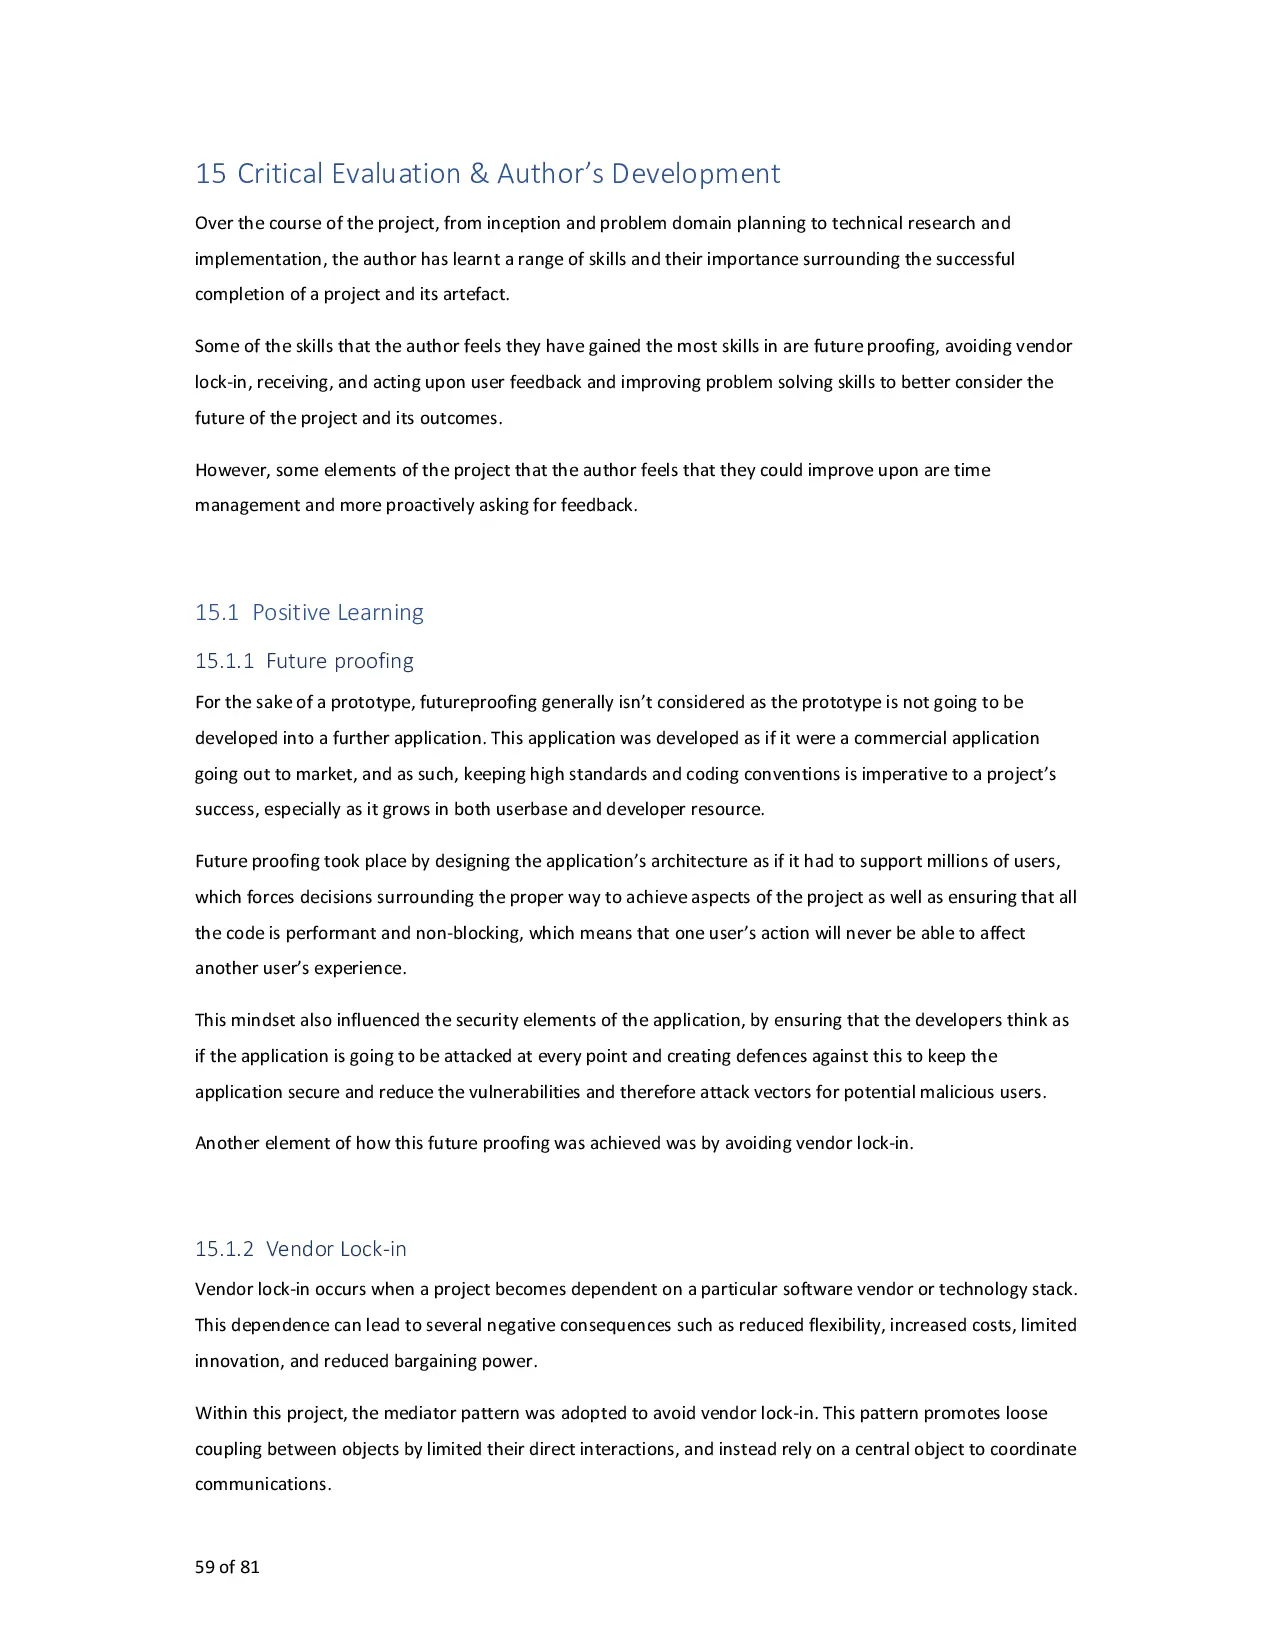 15 Critical Evaluation & Author’s Development
Over the course of the project, from inception and problem domain planning to technical research and
implementation, the author has learnt a range of skills and their importance surrounding the successful
completion of a project and its artefact.
Some of the skills that the author feels they have gained the most skills in are future proofing, avoiding vendor
lock-in, receiving, and acting upon user feedback and improving problem solving skills to better consider the
future of the project and its outcomes.
However, some elements of the project that the author feels that they could improve upon are time
management and more proactively asking for feedback.
15.1 Positive Learning
15.1.1 Future proofing
For the sake of a prototype, futureproofing generally isn’t considered as the prototype is not going to be
developed into a further application. This application was developed as if it were a commercial application
going out to market, and as such, keeping high standards and coding conventions is imperative to a project’s
success, especially as it grows in both userbase and developer resource.
Future proofing took place by designing the application’s architecture as if it had to support millions of users,
which forces decisions surrounding the proper way to achieve aspects of the project as well as ensuring that all
the code is performant and non-blocking, which means that one user’s action will never be able to affect
another user’s experience.
This mindset also influenced the security elements of the application, by ensuring that the developers think as
if the application is going to be attacked at every point and creating defences against this to keep the
application secure and reduce the vulnerabilities and therefore attack vectors for potential malicious users.
Another element of how this future proofing was achieved was by avoiding vendor lock-in.
15.1.2 Vendor Lock-in
Vendor lock-in occurs when a project becomes dependent on a particular software vendor or technology stack.
This dependence can lead to several negative consequences such as reduced flexibility, increased costs, limited
innovation, and reduced bargaining power.
Within this project, the mediator pattern was adopted to avoid vendor lock-in. This pattern promotes loose
coupling between objects by limited their direct interactions, and instead rely on a central object to coordinate
communications.
59 of 81